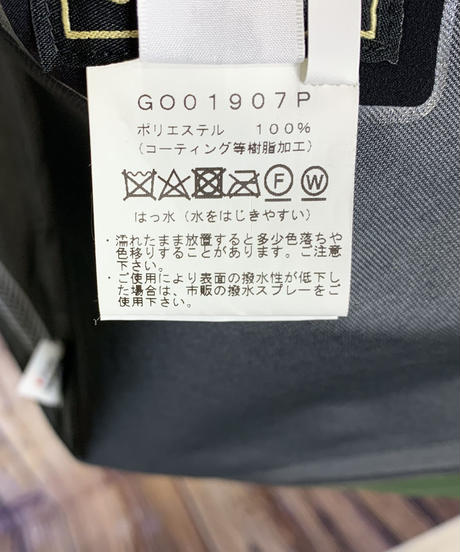 GO01907P
ポリエステル 100%
(コーティング等樹脂加工)
F W
はっ水(水をはじきやすい)
・濡れたまま放置すると多少色落ちや
色移りすることがあります。ご注意
下さい。
・ご使用により表面の撥水性が低下し
た場合は、市販の撥水スプレーをご
使用下さい。